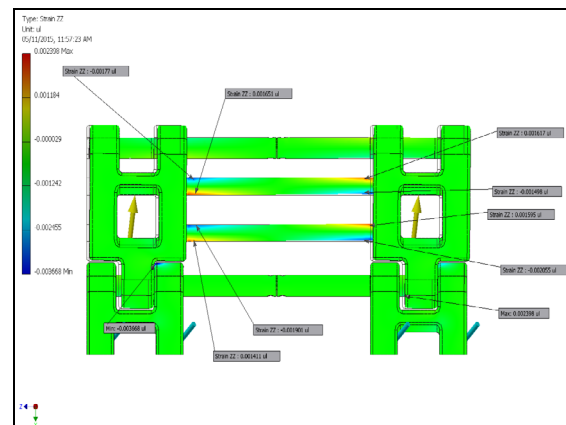 Type: Strain ZZ
Unit: ul
05/11/2015, 11:57:23 AM
0.002398 Max
0.001184
-0.000029
-0.001242
-0.002455
-0.003668 Min
Strain ZZ : -0.00177 ul
Strain ZZ : 0.001651 ul
Strain ZZ : 0.001617 ul
Strain ZZ : -0.001498 ul
Strain ZZ : 0.001595 ul
Strain ZZ : -0.002055 ul
Min: -0.003668 ul
Strain ZZ : -0.001901 ul
Max: 0.002398 ul
Strain ZZ : 0.001411 ul
Z
Y